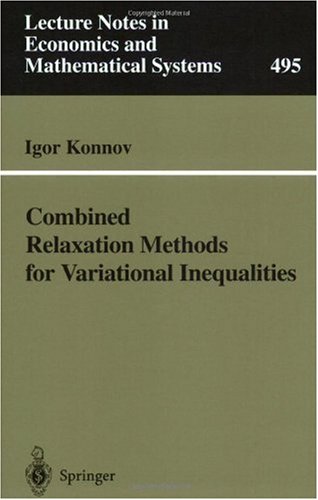 Lecture Notes in
Economics and
Mathematical Systems 495
Igor Konnov
Combined
Relaxation Methods
for Variational Inequalities
Springer